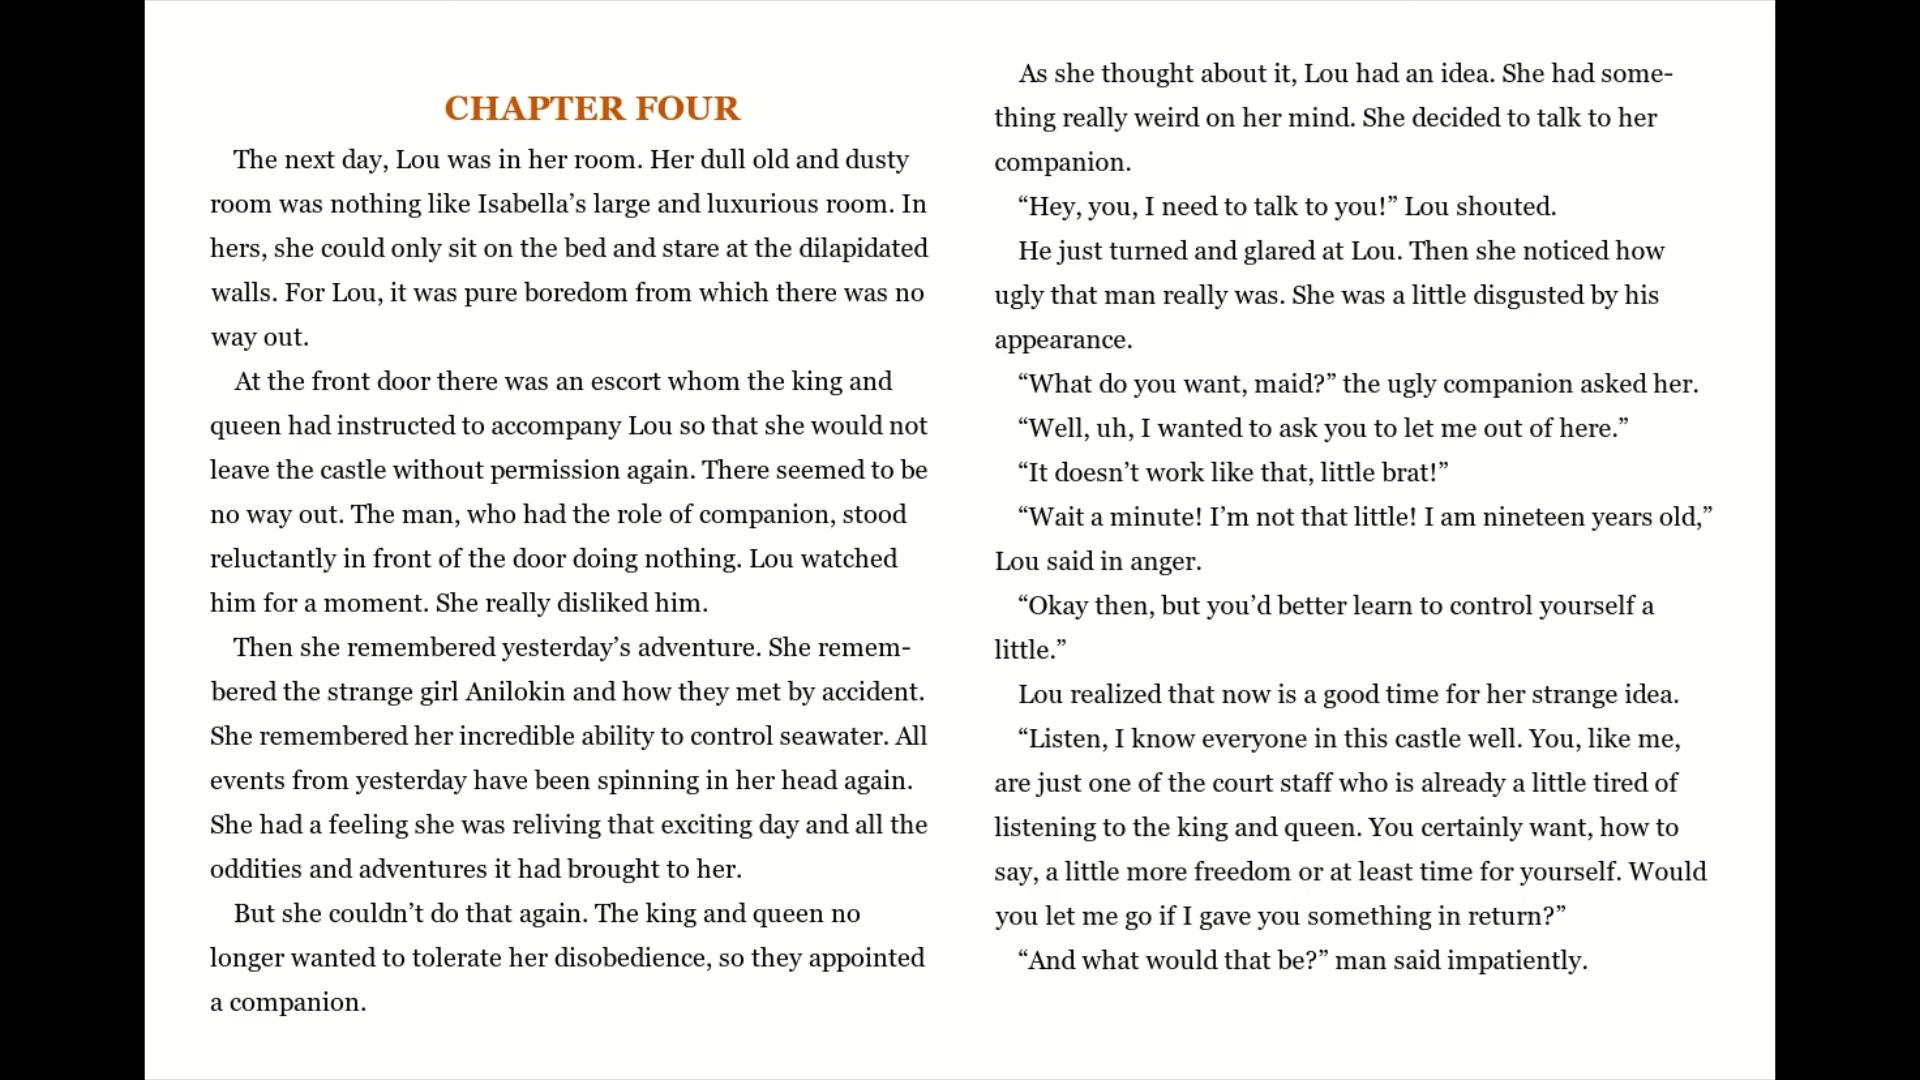 CHAPTER FOUR
The next day, Lou was in her room. Her dull old and dusty
room was nothing like Isabella’s large and luxurious room. In
hers, she could only sit on the bed and stare at the dilapidated
walls. For Lou, it was pure boredom from which there was no
way out.
At the front door there was an escort whom the king and
queen had instructed to accompany Lou so that she would not
leave the castle without permission again. There seemed to be
no way out. The man, who had the role of companion, stood
reluctantly in front of the door doing nothing. Lou watched
him for a moment. She really disliked him.
Then she remembered yesterday’s adventure. She remem-
bered the strange girl Anilokin and how they met by accident.
She remembered her incredible ability to control seawater. All
events from yesterday have been spinning in her head again.
She had a feeling she was reliving that exciting day and all the
oddities and adventures it had brought to her.
But she couldn’t do that again. The king and queen no
longer wanted to tolerate her disobedience, so they appointed
a companion.
As she thought about it, Lou had an idea. She had some-
thing really weird on her mind. She decided to talk to her
companion.
“Hey, you, I need to talk to you!” Lou shouted.
He just turned and glared at Lou. Then she noticed how
ugly that man really was. She was a little disgusted by his
appearance.
“What do you want, maid?” the ugly companion asked her.
“Well, uh, I wanted to ask you to let me out of here.”
“It doesn’t work like that, little brat!”
“Wait a minute! I’m not that little! I am nineteen years old,”
Lou said in anger.
“Okay then, but you’d better learn to control yourself a
little.”
Lou realized that now is a good time for her strange idea.
“Listen, I know everyone in this castle well. You, like me,
are just one of the court staff who is already a little tired of
listening to the king and queen. You certainly want, how to
say, a little more freedom or at least time for yourself. Would
you let me go if I gave you something in return?”
“And what would that be?” man said impatiently.